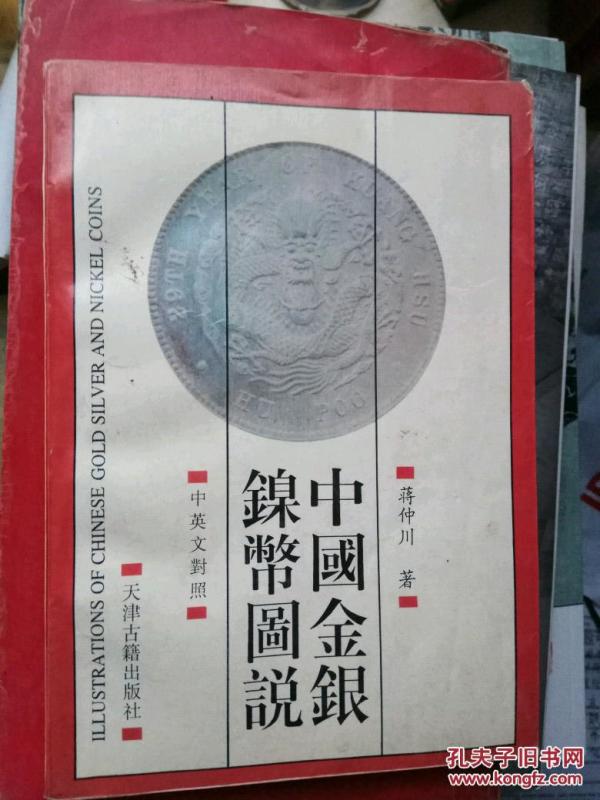 29TH YEAR OF KUANG HSU
HU POO
中國金銀
鎳幣圖説
蔣仲川 著
中英文對照
天津古籍出版社
ILLUSTRATIONS OF CHINESE GOLD SILVER AND NICKEL COINS
孔夫子旧书网
www.kongfz.com